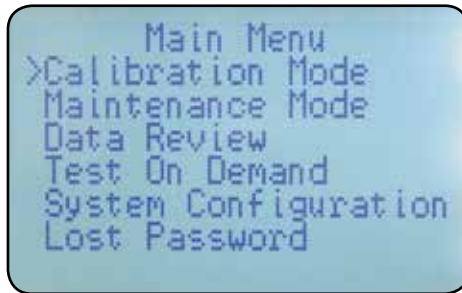 Main Menu
>Calibration Mode
Maintenance Mode
Data Review
Test On Demand
System Configuration
Lost Password